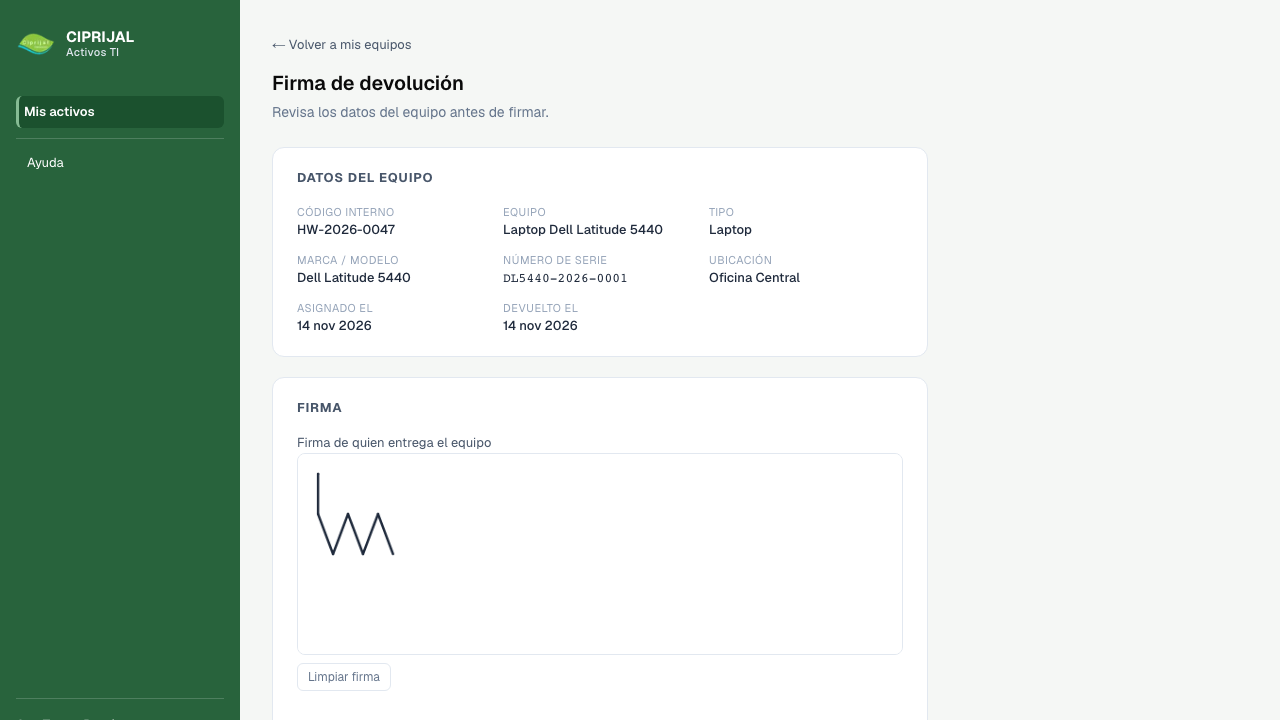 CIPRIJAL
Activos TI
Mis activos
Ayuda
← Volver a mis equipos
Firma de devolución
Revisa los datos del equipo antes de firmar.
DATOS DEL EQUIPO
CÓDIGO INTERNO
HW-2026-0047
EQUIPO
Laptop Dell Latitude 5440
TIPO
Laptop
MARCA / MODELO
Dell Latitude 5440
NÚMERO DE SERIE
DL5440-2026-0001
UBICACIÓN
Oficina Central
ASIGNADO EL
14 nov 2026
DEVUELTO EL
14 nov 2026
FIRMA
Firma de quien entrega el equipo
Limpiar firma